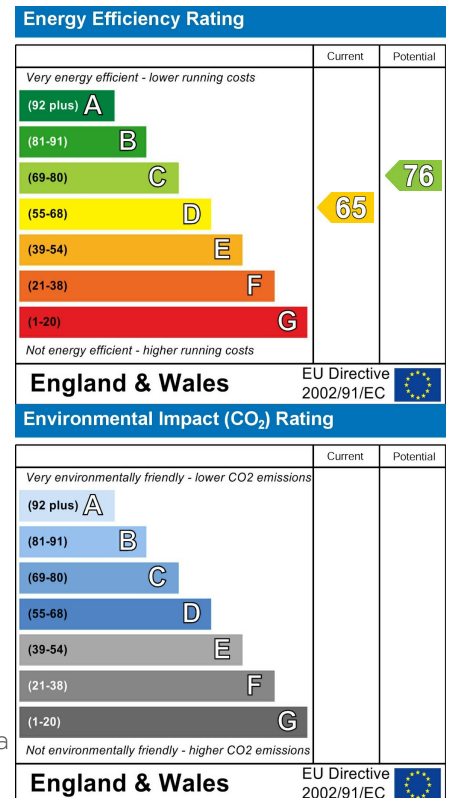 Energy Efficiency Rating
Current Potential
Very energy efficient - lower running costs
(92 plus) A
(81-91) B
(69-80) C
76
(55-68) D
65
(39-54) E
(21-38) F
(1-20) G
Not energy efficient - higher running costs
England & Wales
EU Directive
2002/91/EC
Environmental Impact (CO₂) Rating
Current Potential
Very environmentally friendly - lower CO2 emissions
(92 plus) A
(81-91) B
(69-80) C
(55-68) D
(39-54) E
(21-38) F
(1-20) G
a
Not environmentally friendly - higher CO2 emissions
England & Wales
EU Directive
2002/91/EC